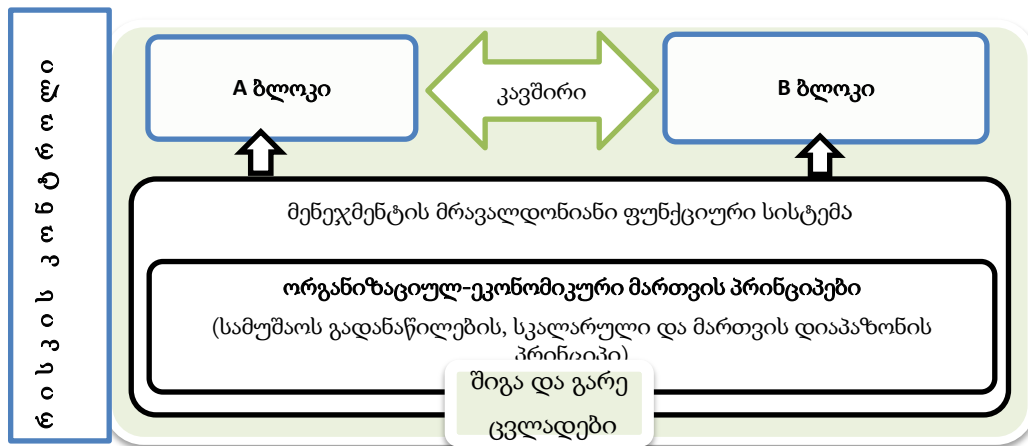 რისკის კონტროლი
A ბლოკი
კავშირი
B ბლოკი
მენეჯმენტის მრავალდონიანი ფუნქციური სისტემა
ორგანიზაციულ-ეკონომიკური მართვის პრინციპები
(სამუშაოს გადანაწილების, სკალარული და მართვის დიაპაზონის
პრინციპი)
შიგა და გარე
ცვლადები